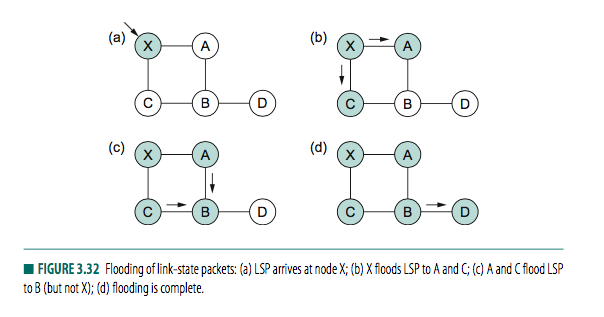 (a)
X
A
C
B
D
(b)
X
A
C
B
D
(c)
X
A
C
B
D
(d)
X
A
C
B
D
FIGURE 3.32 Flooding of link-state packets: (a) LSP arrives at node X; (b) X floods LSP to A and C; (c) A and C flood LSP
to B (but not X); (d) flooding is complete.